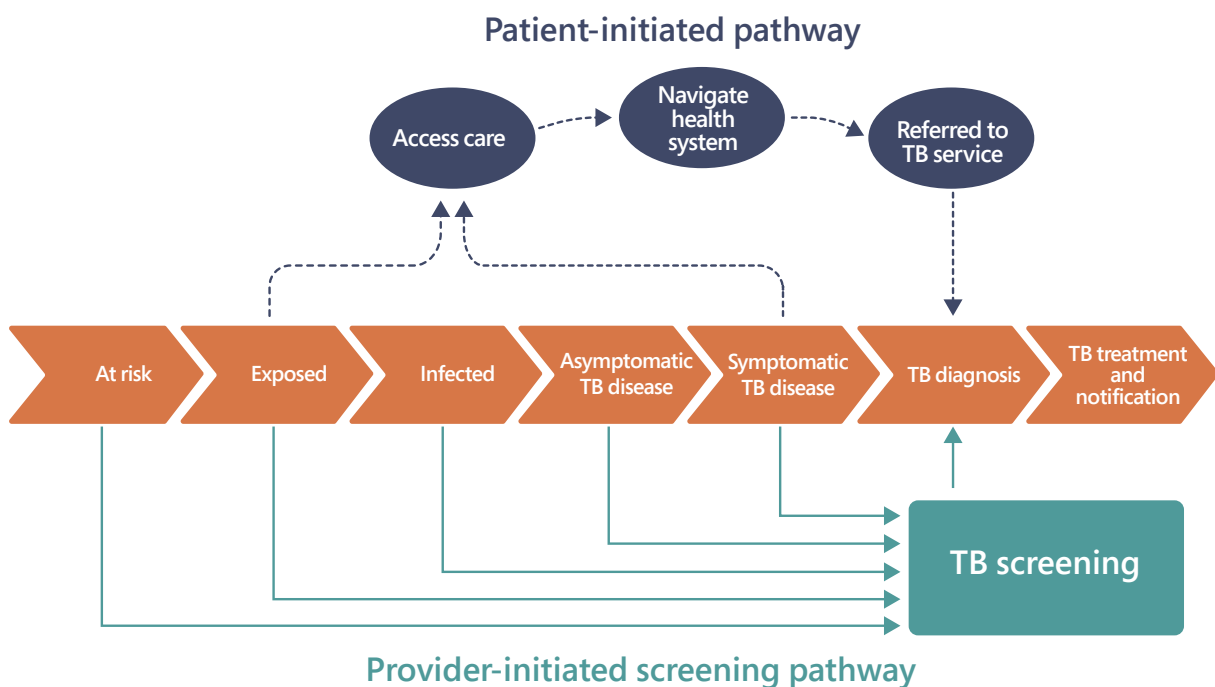 Patient-initiated pathway
Access care
Navigate
health
system
Referred to
TB service
At risk
Exposed
Infected
Asymptomatic
TB disease
Symptomatic
TB disease
TB diagnosis
TB treatment
and
notification
TB screening
Provider-initiated screening pathway